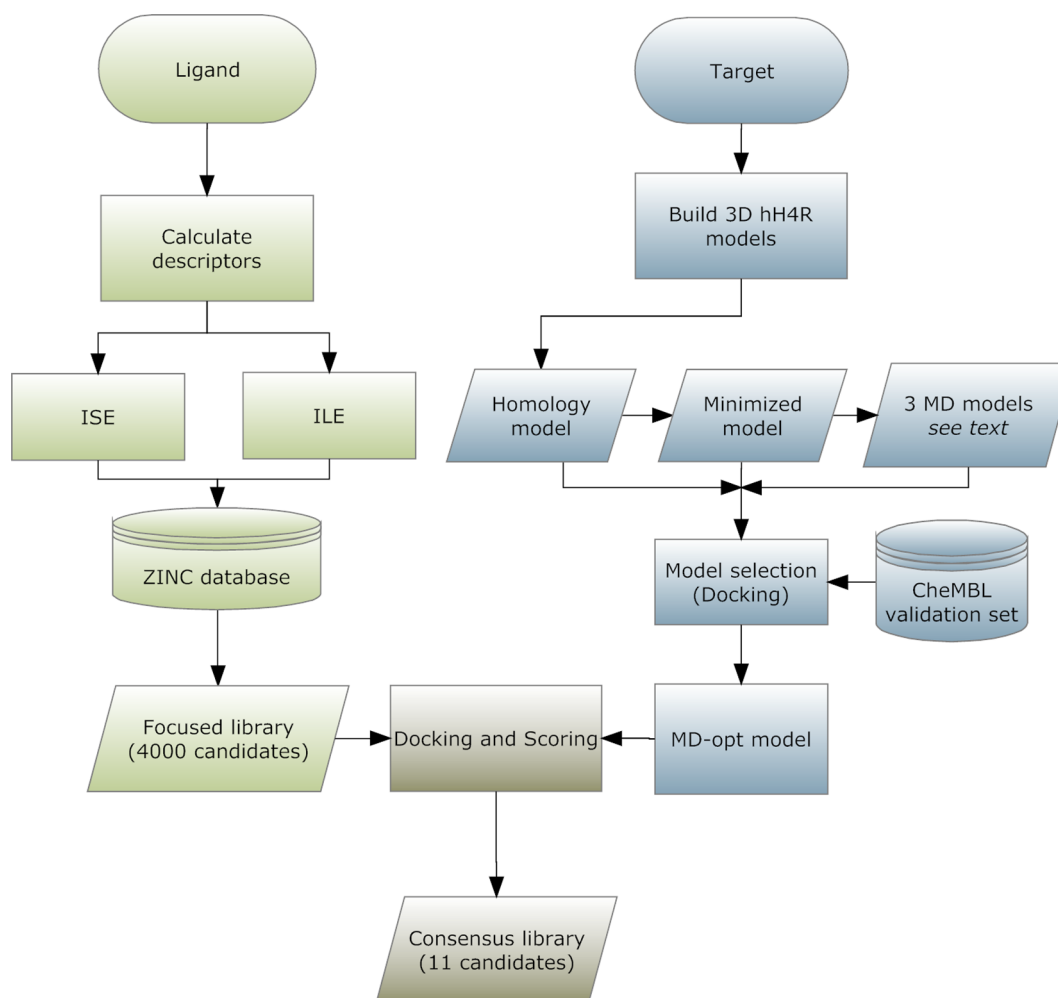 Ligand
Target
Calculate
descriptors
Build 3D hH4R
models
ISE
ILE
Homology
model
Minimized
model
3 MD models
see text
ZINC database
Model selection
(Docking)
CheMBL
validation set
Focused library
(4000 candidates)
Docking and Scoring
MD-opt model
Consensus library
(11 candidates)